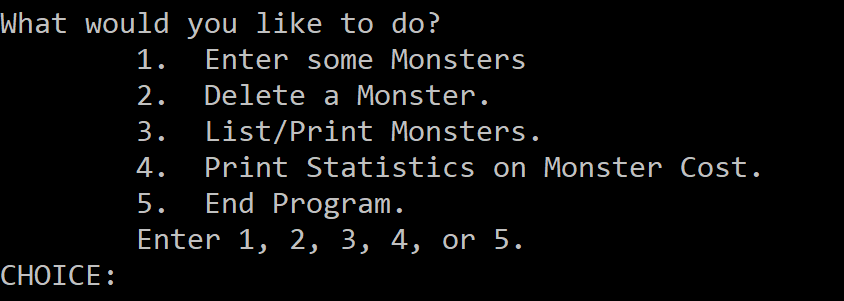 What would you like to do?
1.  Enter some Monsters
2.  Delete a Monster.
3.  List/Print Monsters.
4.  Print Statistics on Monster Cost.
5.  End Program.
Enter 1, 2, 3, 4, or 5.
CHOICE: